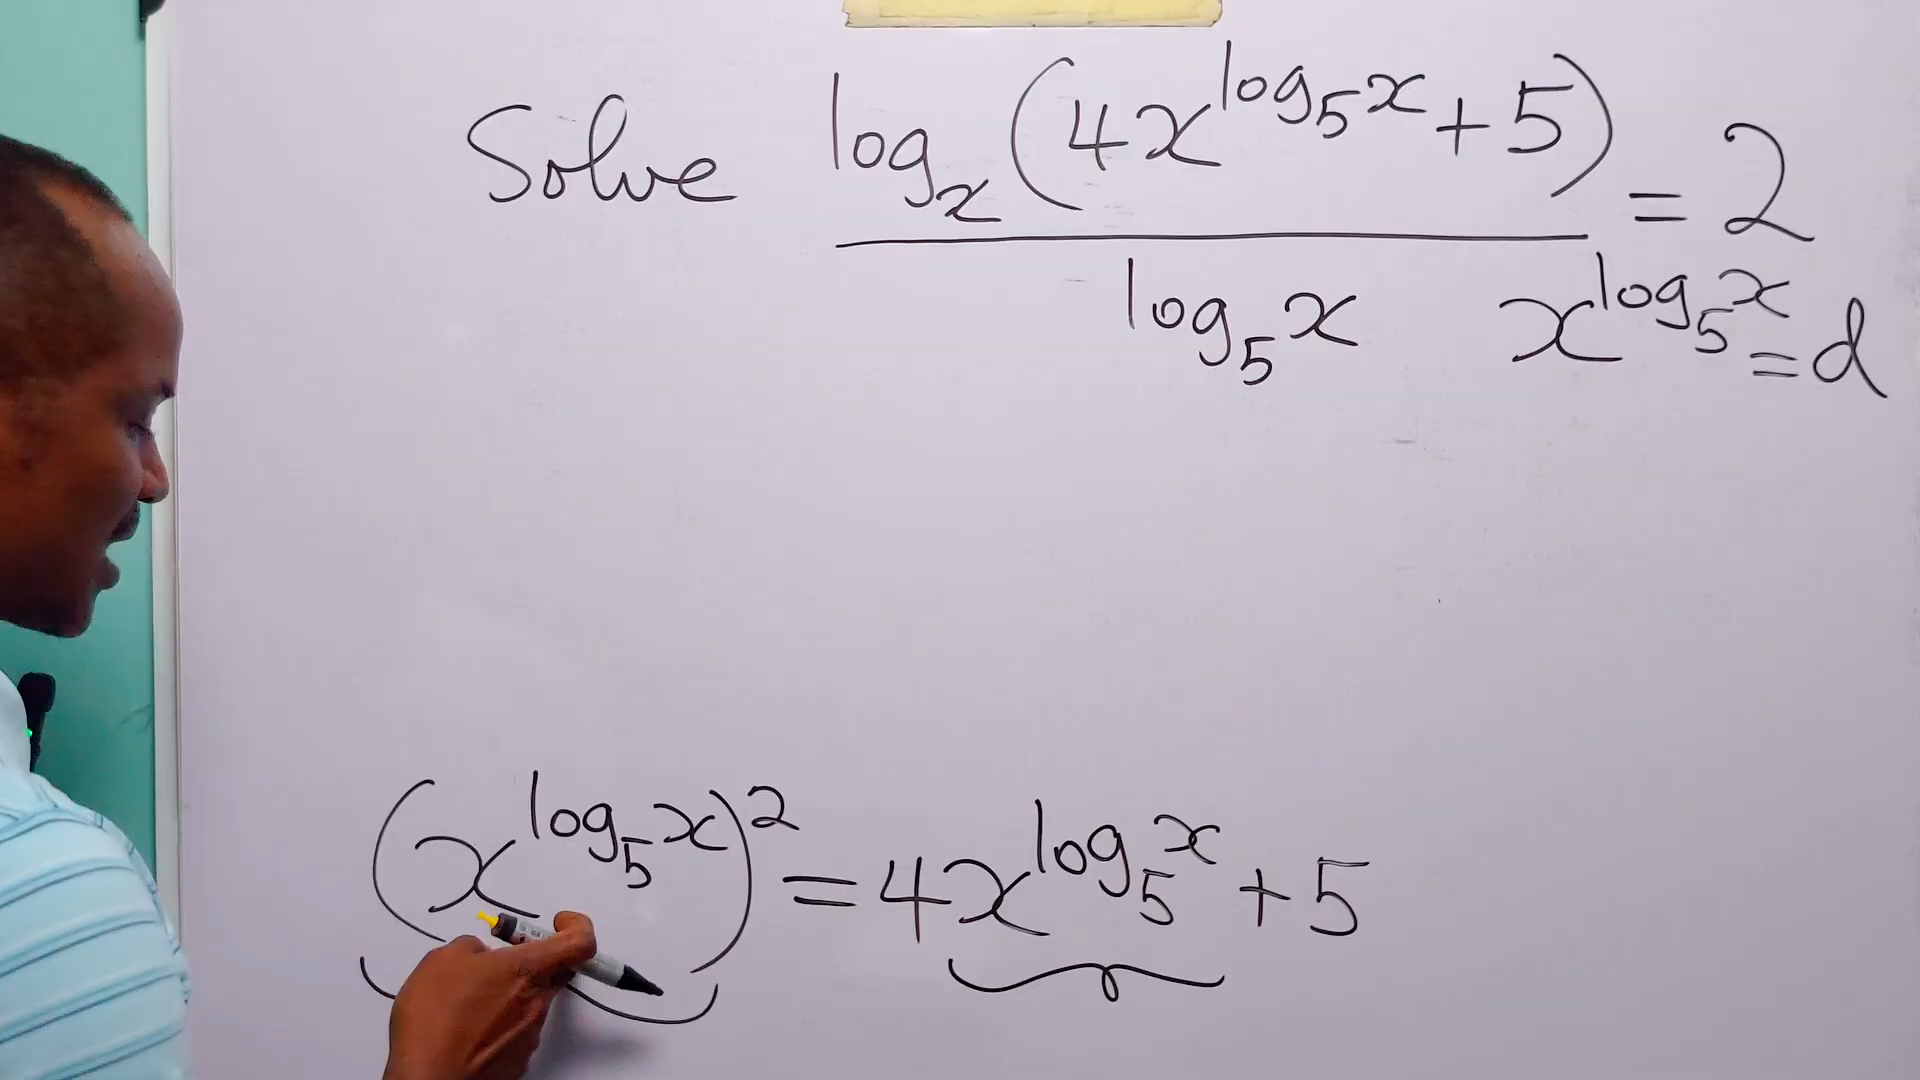 Solve log_x (4x^{log_5 x} + 5) / log_5 x = 2
x^{log_5 x} = d
(x^{log_5 x})^2 = 4x^{log_5 x} + 5